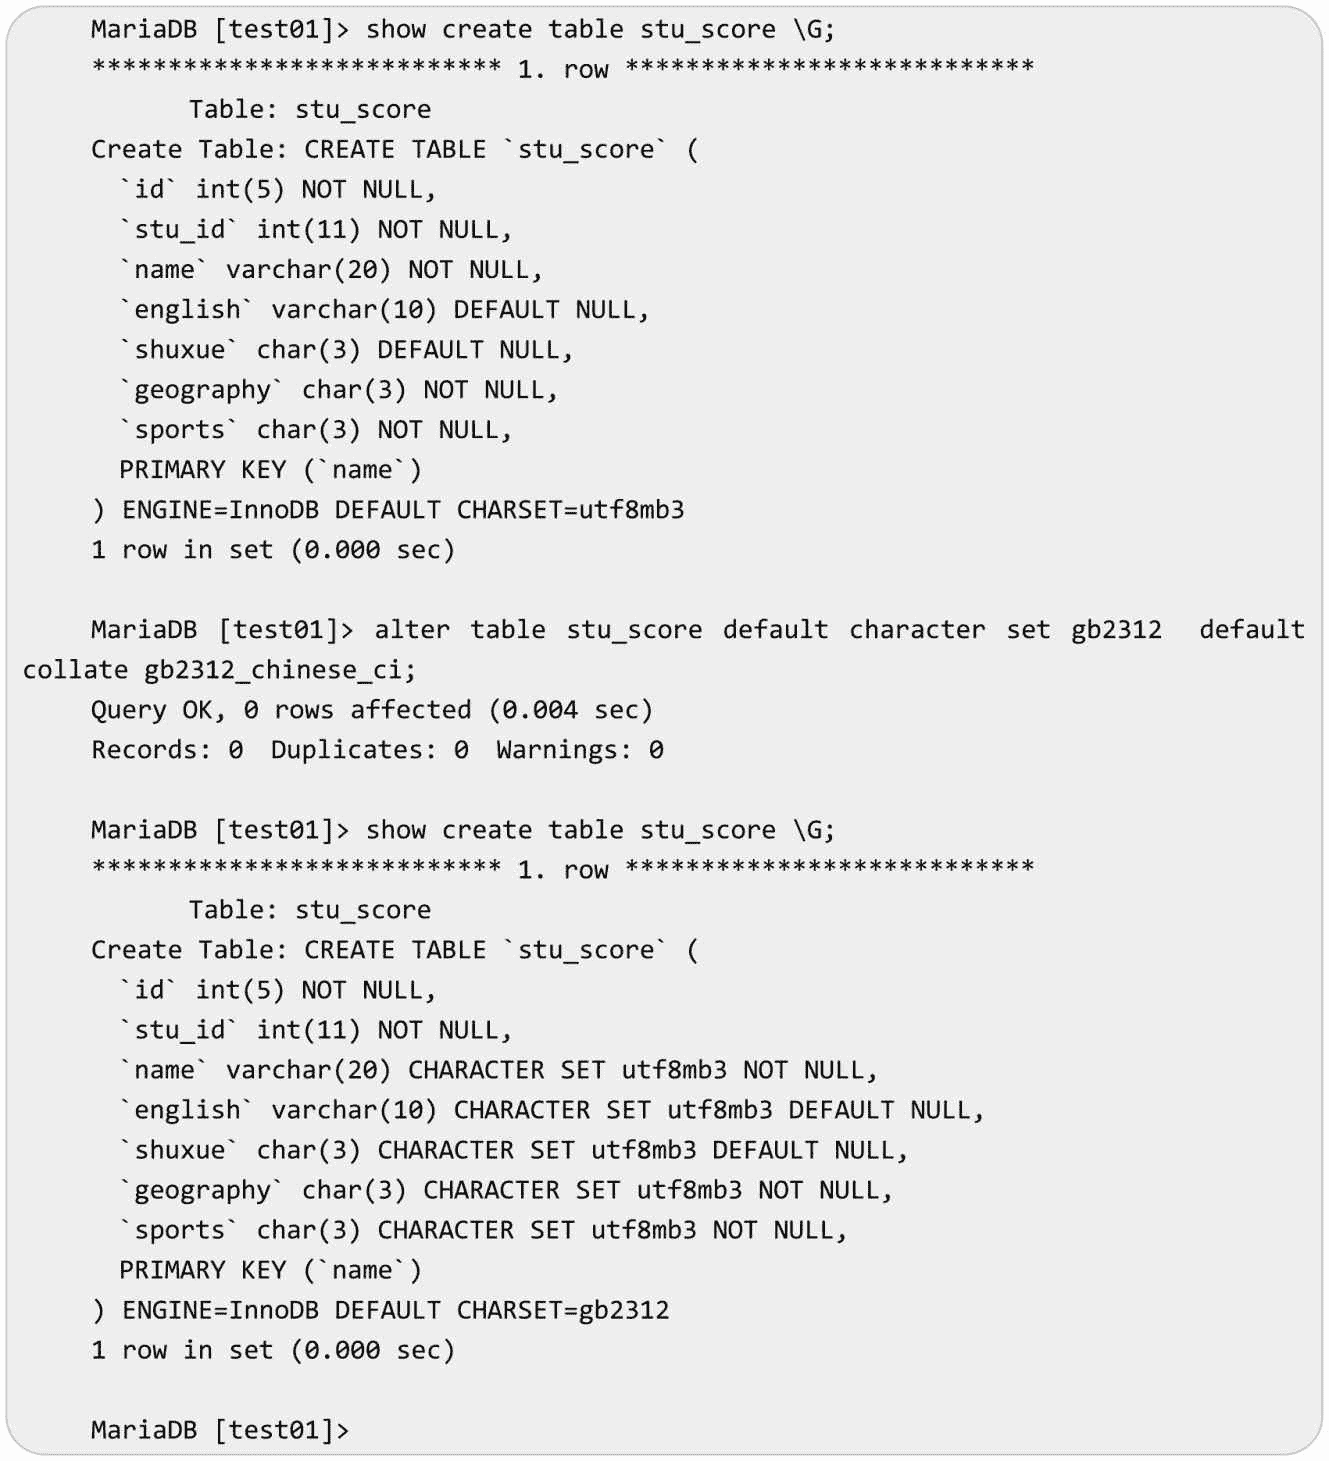 MariaDB [test01]> show create table stu_score \G;
*************************** 1. row ***************************
Table: stu_score
Create Table: CREATE TABLE `stu_score` (
`id` int(5) NOT NULL,
`stu_id` int(11) NOT NULL,
`name` varchar(20) NOT NULL,
`english` varchar(10) DEFAULT NULL,
`shuxue` char(3) DEFAULT NULL,
`geography` char(3) NOT NULL,
`sports` char(3) NOT NULL,
PRIMARY KEY (`name`)
) ENGINE=InnoDB DEFAULT CHARSET=utf8mb3
1 row in set (0.000 sec)
MariaDB [test01]> alter table stu_score default character set gb2312 default
collate gb2312_chinese_ci;
Query OK, 0 rows affected (0.004 sec)
Records: 0 Duplicates: 0 Warnings: 0
MariaDB [test01]> show create table stu_score \G;
*************************** 1. row ***************************
Table: stu_score
Create Table: CREATE TABLE `stu_score` (
`id` int(5) NOT NULL,
`stu_id` int(11) NOT NULL,
`name` varchar(20) CHARACTER SET utf8mb3 NOT NULL,
`english` varchar(10) CHARACTER SET utf8mb3 DEFAULT NULL,
`shuxue` char(3) CHARACTER SET utf8mb3 DEFAULT NULL,
`geography` char(3) CHARACTER SET utf8mb3 NOT NULL,
`sports` char(3) CHARACTER SET utf8mb3 NOT NULL,
PRIMARY KEY (`name`)
) ENGINE=InnoDB DEFAULT CHARSET=gb2312
1 row in set (0.000 sec)
MariaDB [test01]>